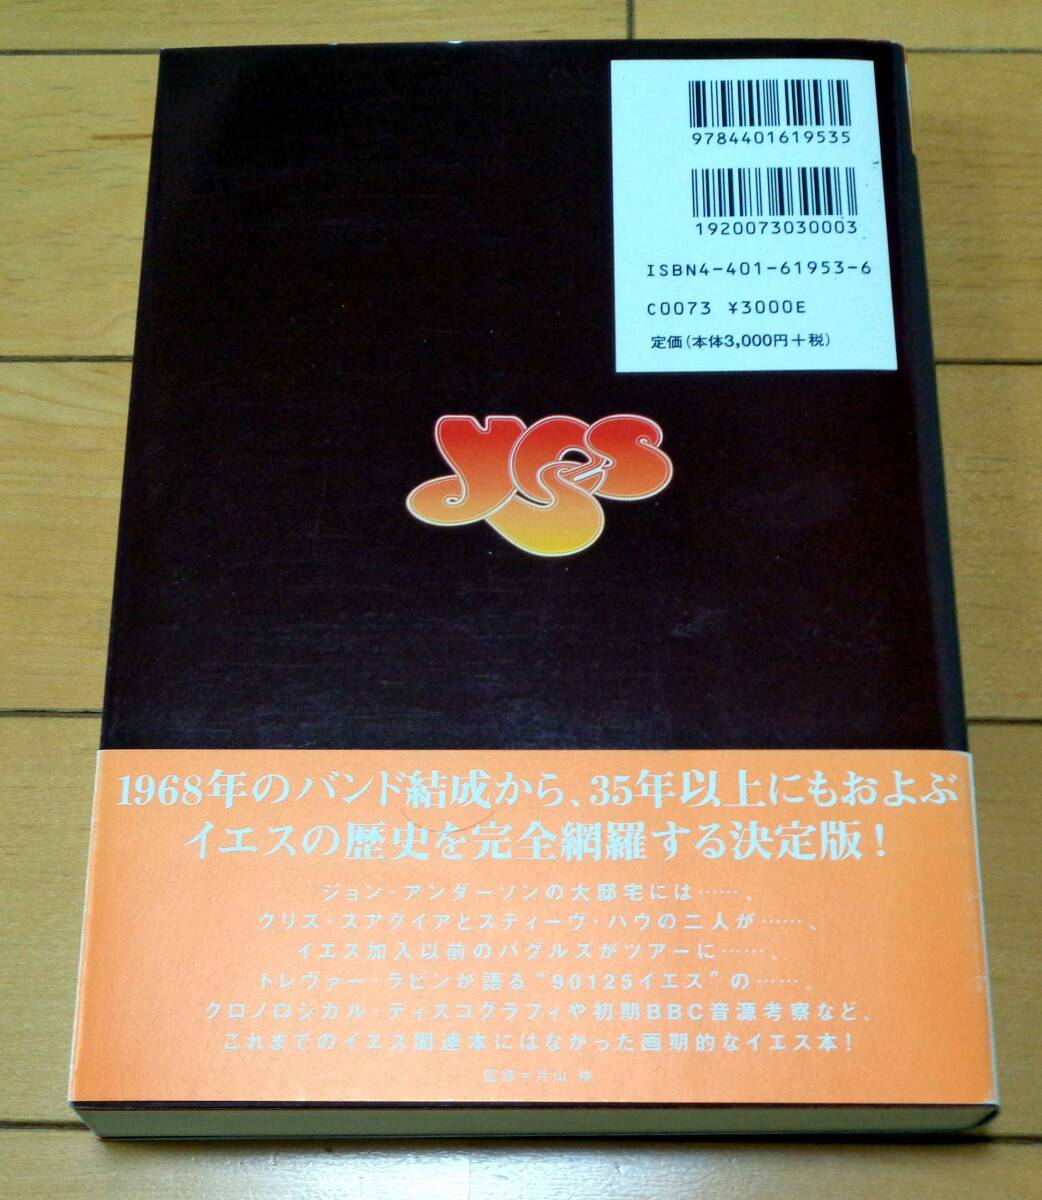 9784401619535
1920073030003
ISBN4-401-61953-6
C0073 ¥3000E
定価(本体3,000円+税)
yes
1968年のバンド結成から、35年以上にもおよぶ
イエスの歴史を完全網羅する決定版!
ジョン・アンダーソンの大邸宅には……、
クリス・スクワイアとスティーヴ・ハウの二人が……、
イエス加入以前のバグルズがツアーに……、
トレヴァー・ラビンが語る“90125イエス”の……。
クロノロジカル・ディスコグラフィや初期BBC音源考察など、
これまでのイエス関連本にはなかった画期的なイエス本!
監修=片山 伸